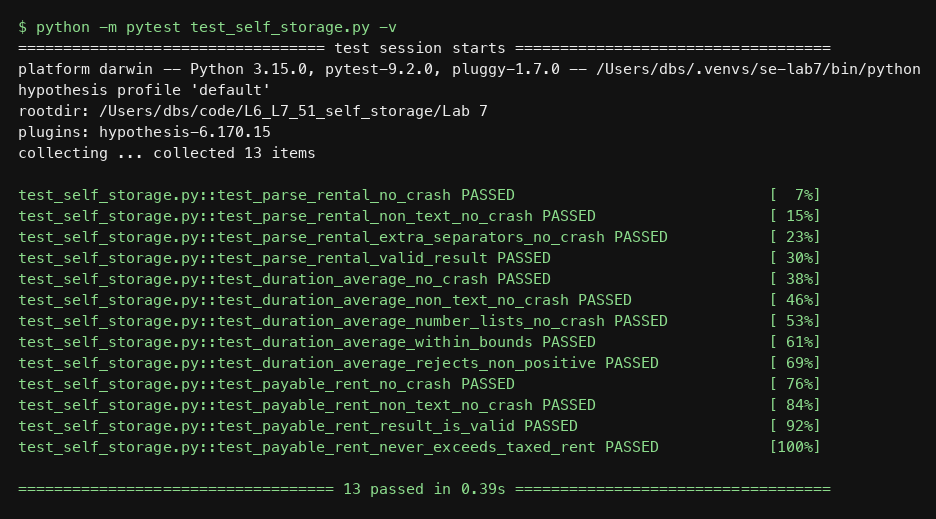 $ python -m pytest test_self_storage.py -v
================================== test session starts ===================================
platform darwin -- Python 3.15.0, pytest-9.2.0, pluggy-1.7.0 -- /Users/dbs/.venvs/se-lab7/bin/python
hypothesis profile 'default'
rootdir: /Users/dbs/code/L6_L7_51_self_storage/Lab 7
plugins: hypothesis-6.170.15
collecting ... collected 13 items

test_self_storage.py::test_parse_rental_no_crash PASSED                            [  7%]
test_self_storage.py::test_parse_rental_non_text_no_crash PASSED                   [ 15%]
test_self_storage.py::test_parse_rental_extra_separators_no_crash PASSED           [ 23%]
test_self_storage.py::test_parse_rental_valid_result PASSED                        [ 30%]
test_self_storage.py::test_duration_average_no_crash PASSED                        [ 38%]
test_self_storage.py::test_duration_average_non_text_no_crash PASSED               [ 46%]
test_self_storage.py::test_duration_average_number_lists_no_crash PASSED           [ 53%]
test_self_storage.py::test_duration_average_within_bounds PASSED                   [ 61%]
test_self_storage.py::test_duration_average_rejects_non_positive PASSED            [ 69%]
test_self_storage.py::test_payable_rent_no_crash PASSED                            [ 76%]
test_self_storage.py::test_payable_rent_non_text_no_crash PASSED                   [ 84%]
test_self_storage.py::test_payable_rent_result_is_valid PASSED                     [ 92%]
test_self_storage.py::test_payable_rent_never_exceeds_taxed_rent PASSED            [100%]

=================================== 13 passed in 0.39s ===================================